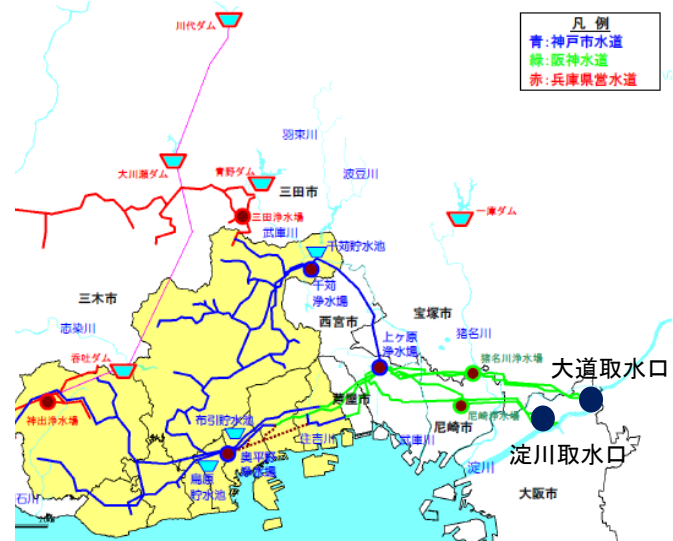 凡 例
青:神戸市水道
緑:阪神水道
赤:兵庫県営水道
川代ダム
羽束川
大川瀬ダム
青野ダム
三田市
波豆川
一庫ダム
三田浄水場
武庫川
千苅貯水池
千苅
浄水場
三木市
西宮市
宝塚市
志染川
上ヶ原
浄水場
猪名川
呑吐ダム
猪名川浄水場
大道取水口
芦屋市
神出浄水場
布引貯水池
尼崎浄水場
住吉川
尼崎市
武庫川
淀川取水口
奥平野
浄水場
烏原
貯水池
淀川
大阪市
石川